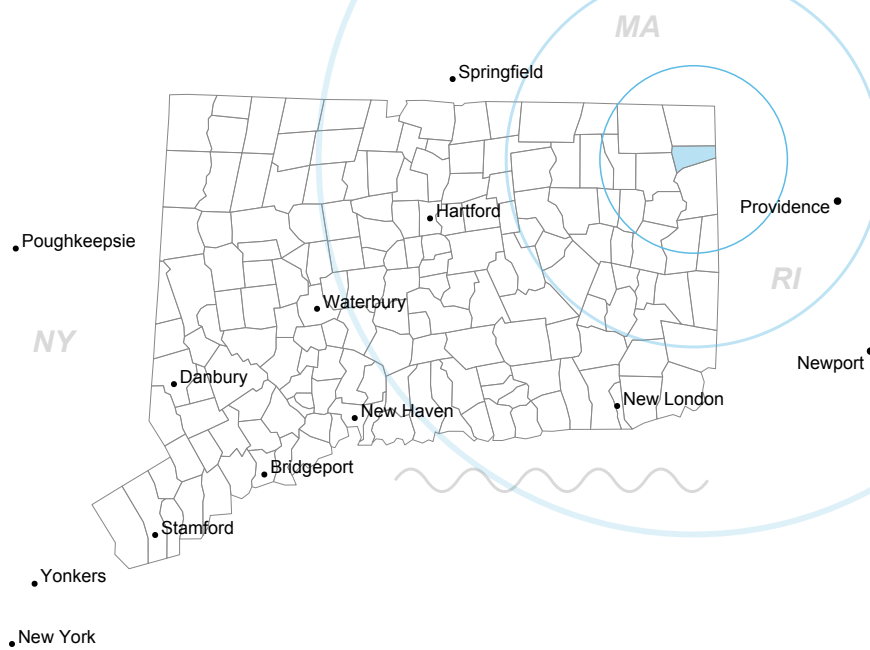 MA
Springfield
Providence
Hartford
Poughkeepsie
RI
Waterbury
NY
Newport
Danbury
New London
New Haven
Bridgeport
Stamford
Yonkers
New York